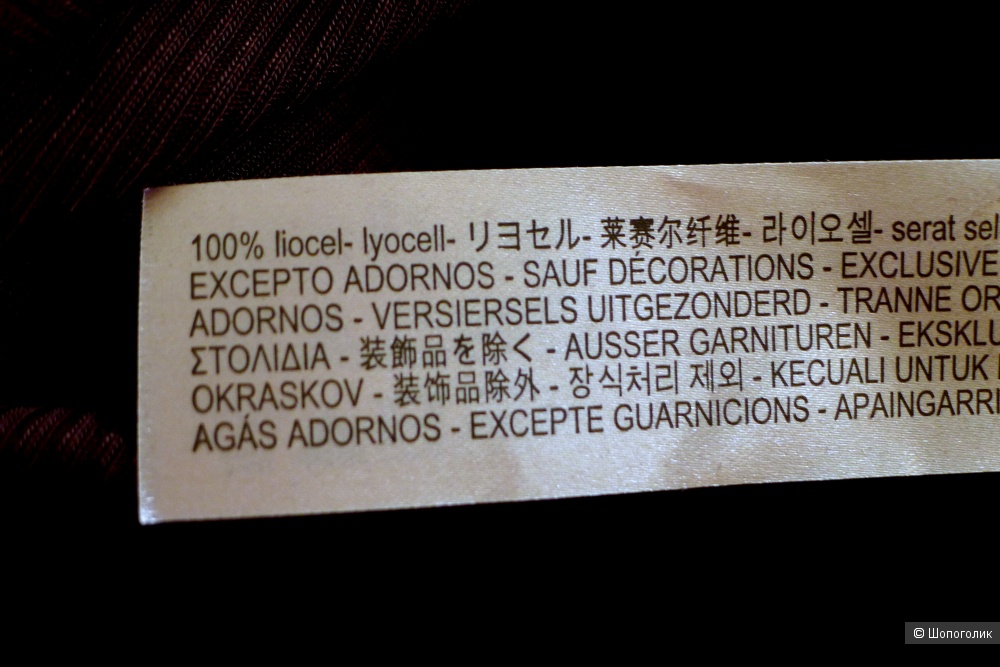 100% liocel- lyocell- リヨセル- 莱赛尔纤维- 라이오셀- serat sel
EXCEPTO ADORNOS - SAUF DÉCORATIONS - EXCLUSIVE
ADORNOS - VERSIERSELS UITGEZONDERD - TRANNE OR
ΣΤΟΛΙΔΙΑ - 装飾品を除く - AUSSER GARNITUREN - EKSKLU
OKRASKOV - 装饰品除外 - 장식처리 제외 - KECUALI UNTUK
AGÁS ADORNOS - EXCEPTE GUARNICIONS - APAINGARRI
© Шопоголик